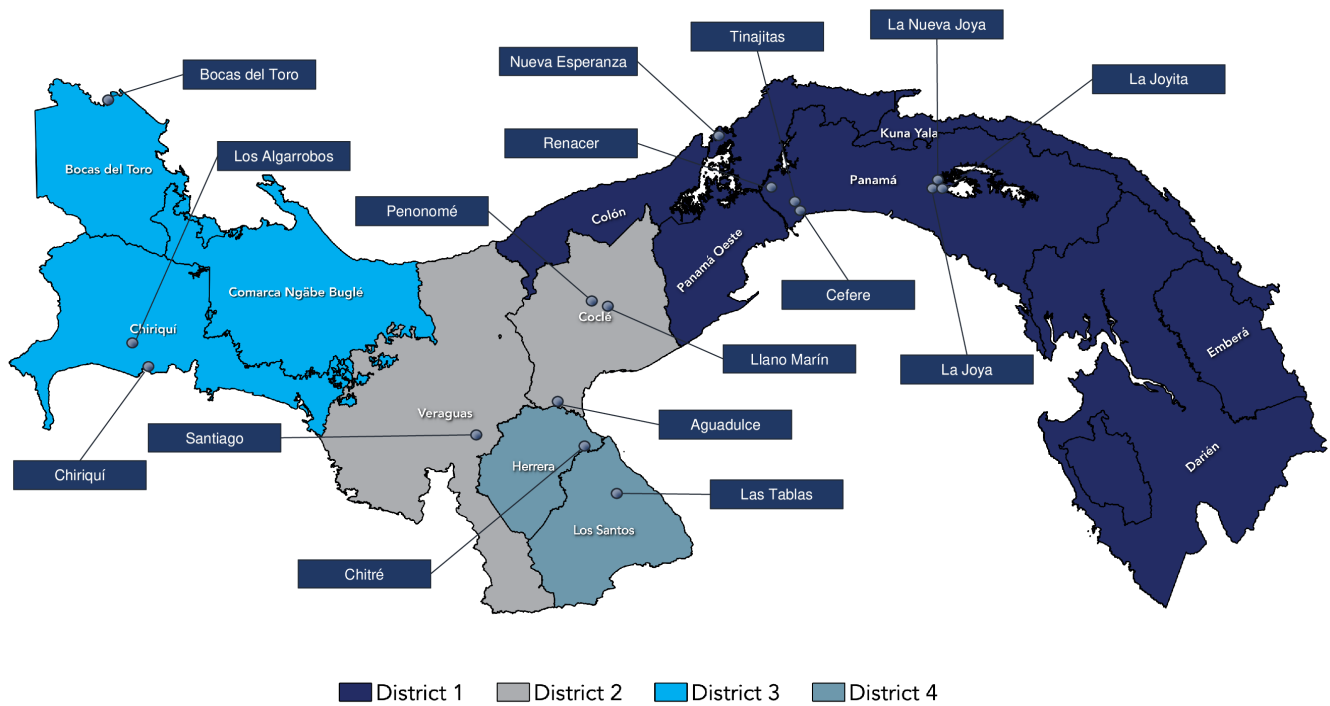 La Nueva Joya
Tinajitas
Nueva Esperanza
Bocas del Toro
La Joyita
Kuna Yala
Renacer
Los Algarrobos
Bocas del Toro
Panamá
Penonomé
Colón
Panamá Oeste
Comarca Ngäbe Buglé
Cefere
Coclé
Chiriquí
Emberá
Llano Marín
La Joya
Veraguas
Aguadulce
Santiago
Darién
Herrera
Chiriquí
Las Tablas
Los Santos
Chitré
District 1
District 2
District 3
District 4